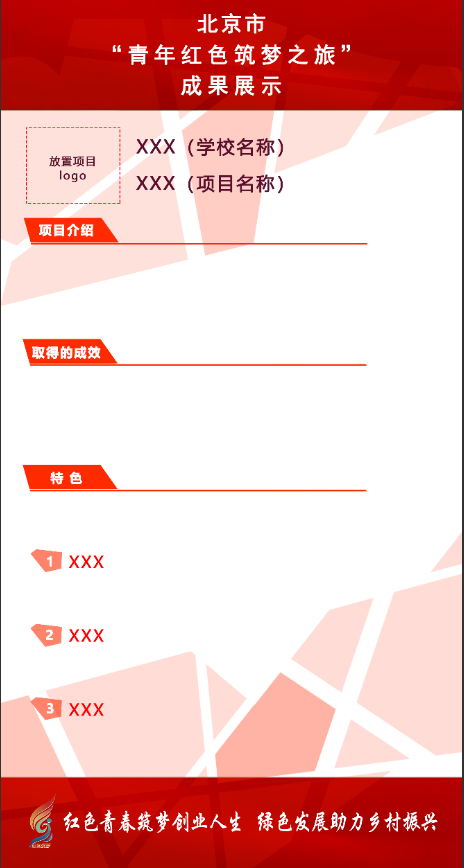 北京市
“青年红色筑梦之旅”
成果展示
放置项目
logo
XXX（学校名称）
XXX（项目名称）
项目介绍
取得的成效
特色
1 XXX
2 XXX
3 XXX
红色青春筑梦创业人生 绿色发展助力乡村振兴